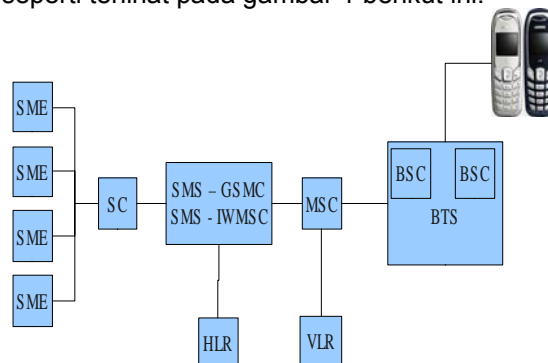 seperti terlihat pada gambar 1 berikut ini.
SME
SME
SME
SME
SC
SMS – GSMC
SMS - IWMSC
MSC
BSC
BSC
BTS
HLR
VLR